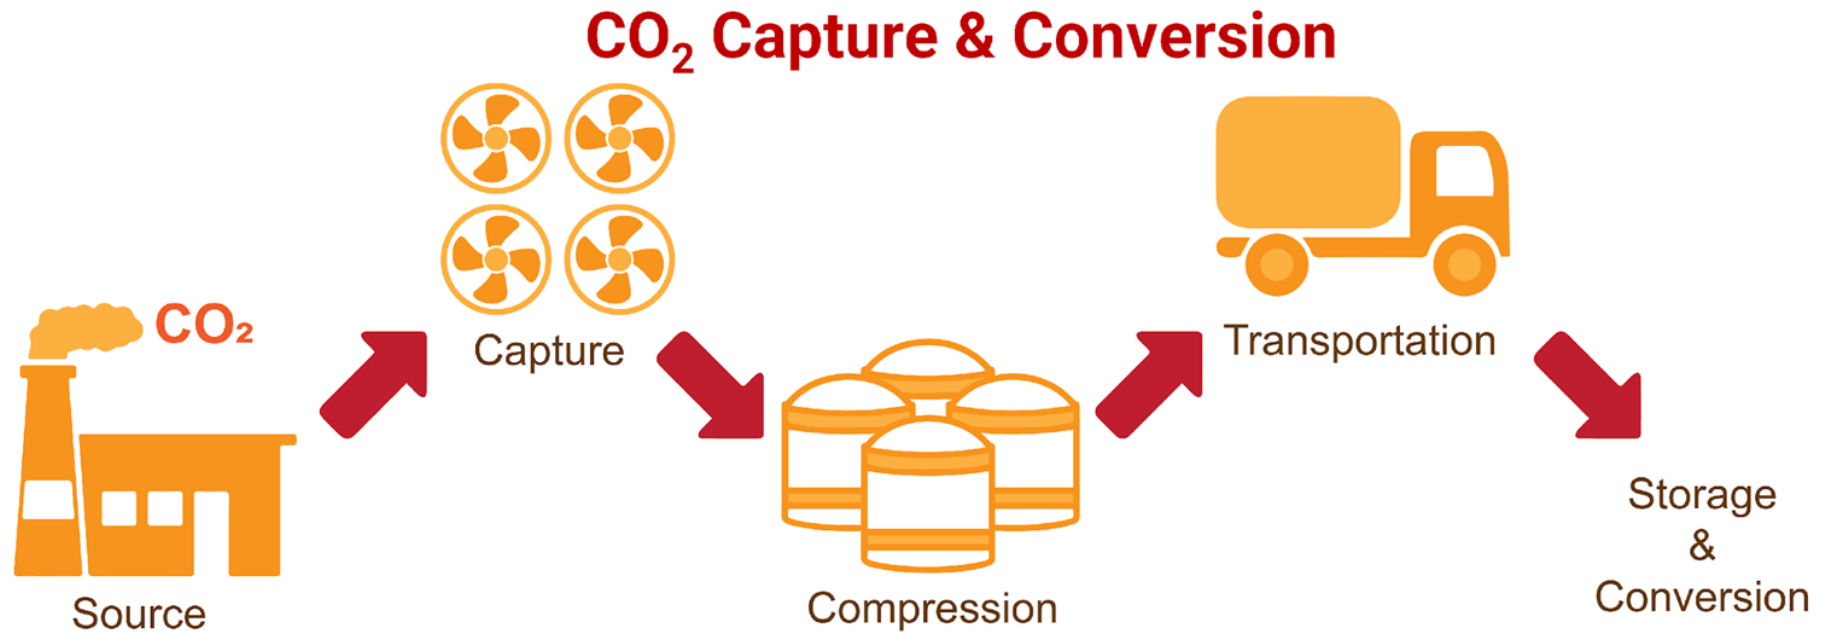 CO₂ Capture & Conversion
CO₂
Source
Capture
Compression
Transportation
Storage
&
Conversion